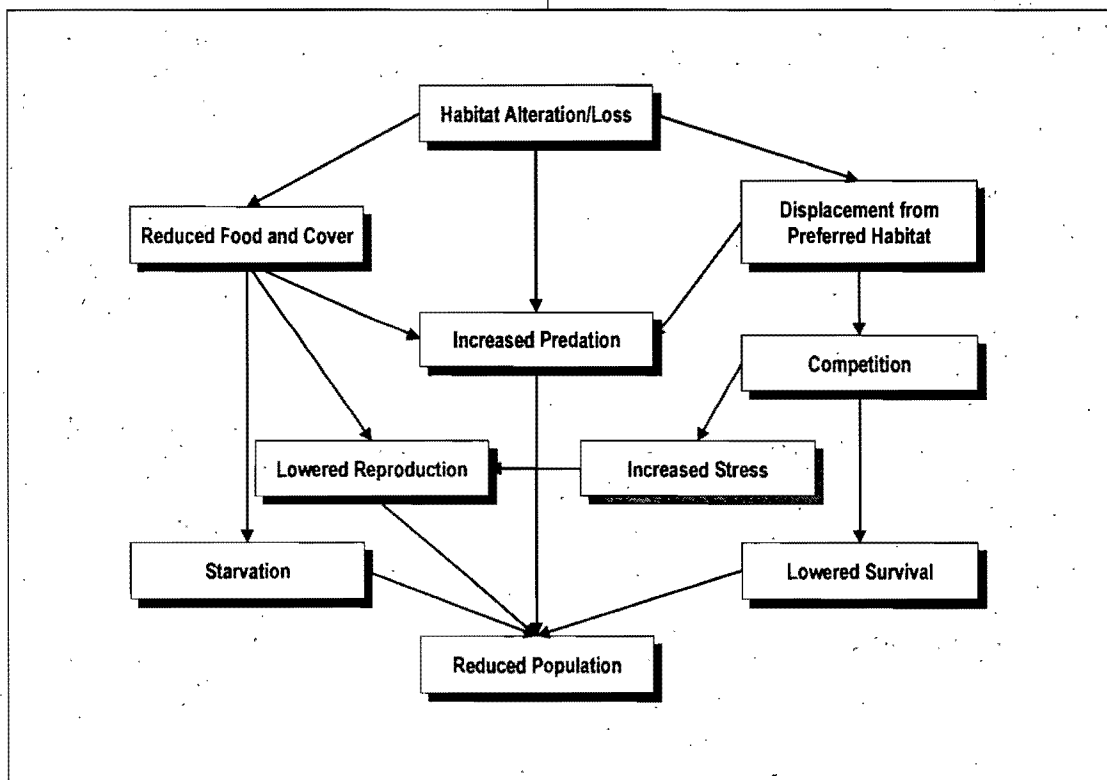 Habitat Alteration/Loss
Reduced Food and Cover
Displacement from
Preferred Habitat
Increased Predation
Competition
Lowered Reproduction
Increased Stress
Starvation
Lowered Survival
Reduced Population